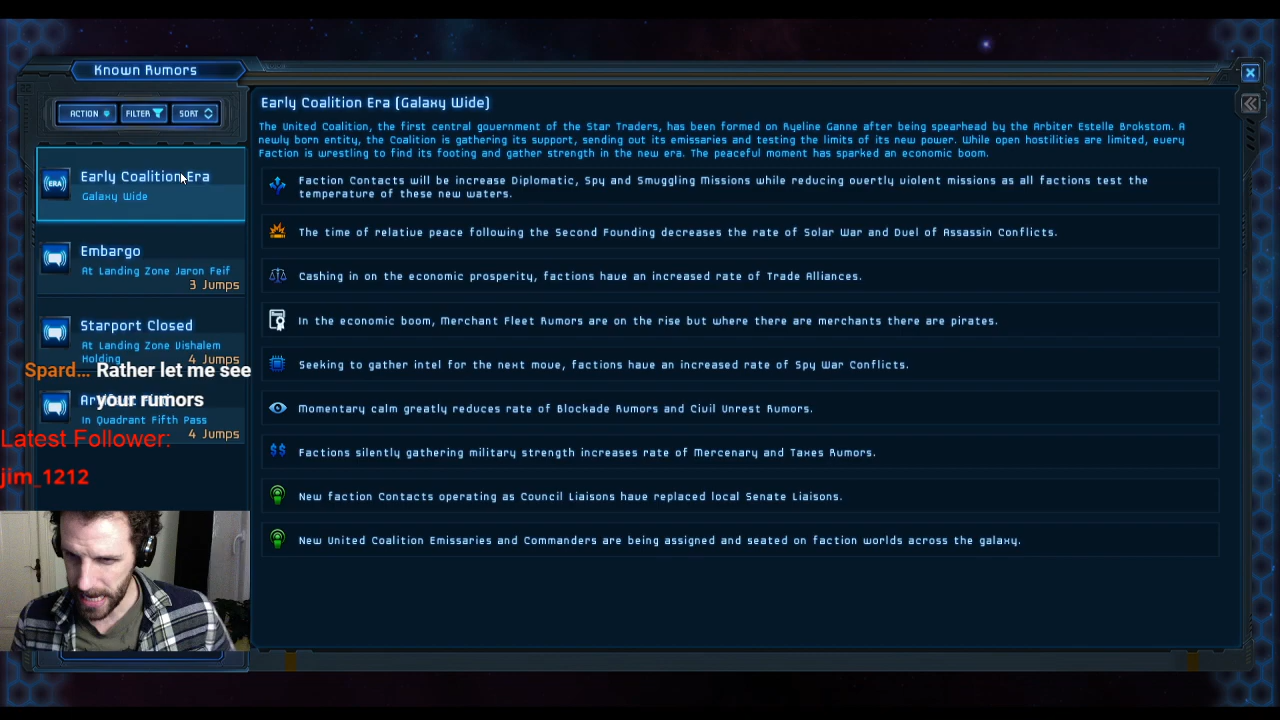 Known Rumors
ACTION
FILTER
SORT
Early Coalition Era
Galaxy Wide
Embargo
At Landing Zone Jaron Feif
3 Jumps
Starport Closed
At Landing Zone Vishalem
Holding
4 Jumps
Spard... Rather let me see
your rumors
In Quadrant Fifth Pass
4 Jumps
Latest Follower:
jim_1212
Early Coalition Era (Galaxy Wide)
The United Coalition, the first central government of the Star Traders, has been formed on Ryeline Ganne after being spearhead by the Arbiter Estelle Brokstom. A
newly born entity, the Coalition is gathering its support, sending out its emissaries and testing the limits of its new power. While open hostilities are limited, every
Faction is wrestling to find its footing and gather strength in the new era. The peaceful moment has sparked an economic boom.
Faction Contacts will be increase Diplomatic, Spy and Smuggling Missions while reducing overtly violent missions as all factions test the
temperature of these new waters.
The time of relative peace following the Second Founding decreases the rate of Solar War and Duel of Assassin Conflicts.
Cashing in on the economic prosperity, factions have an increased rate of Trade Alliances.
In the economic boom, Merchant Fleet Rumors are on the rise but where there are merchants there are pirates.
Seeking to gather intel for the next move, factions have an increased rate of Spy War Conflicts.
Momentary calm greatly reduces rate of Blockade Rumors and Civil Unrest Rumors.
Factions silently gathering military strength increases rate of Mercenary and Taxes Rumors.
New faction Contacts operating as Council Liaisons have replaced local Senate Liaisons.
New United Coalition Emissaries and Commanders are being assigned and seated on faction worlds across the galaxy.